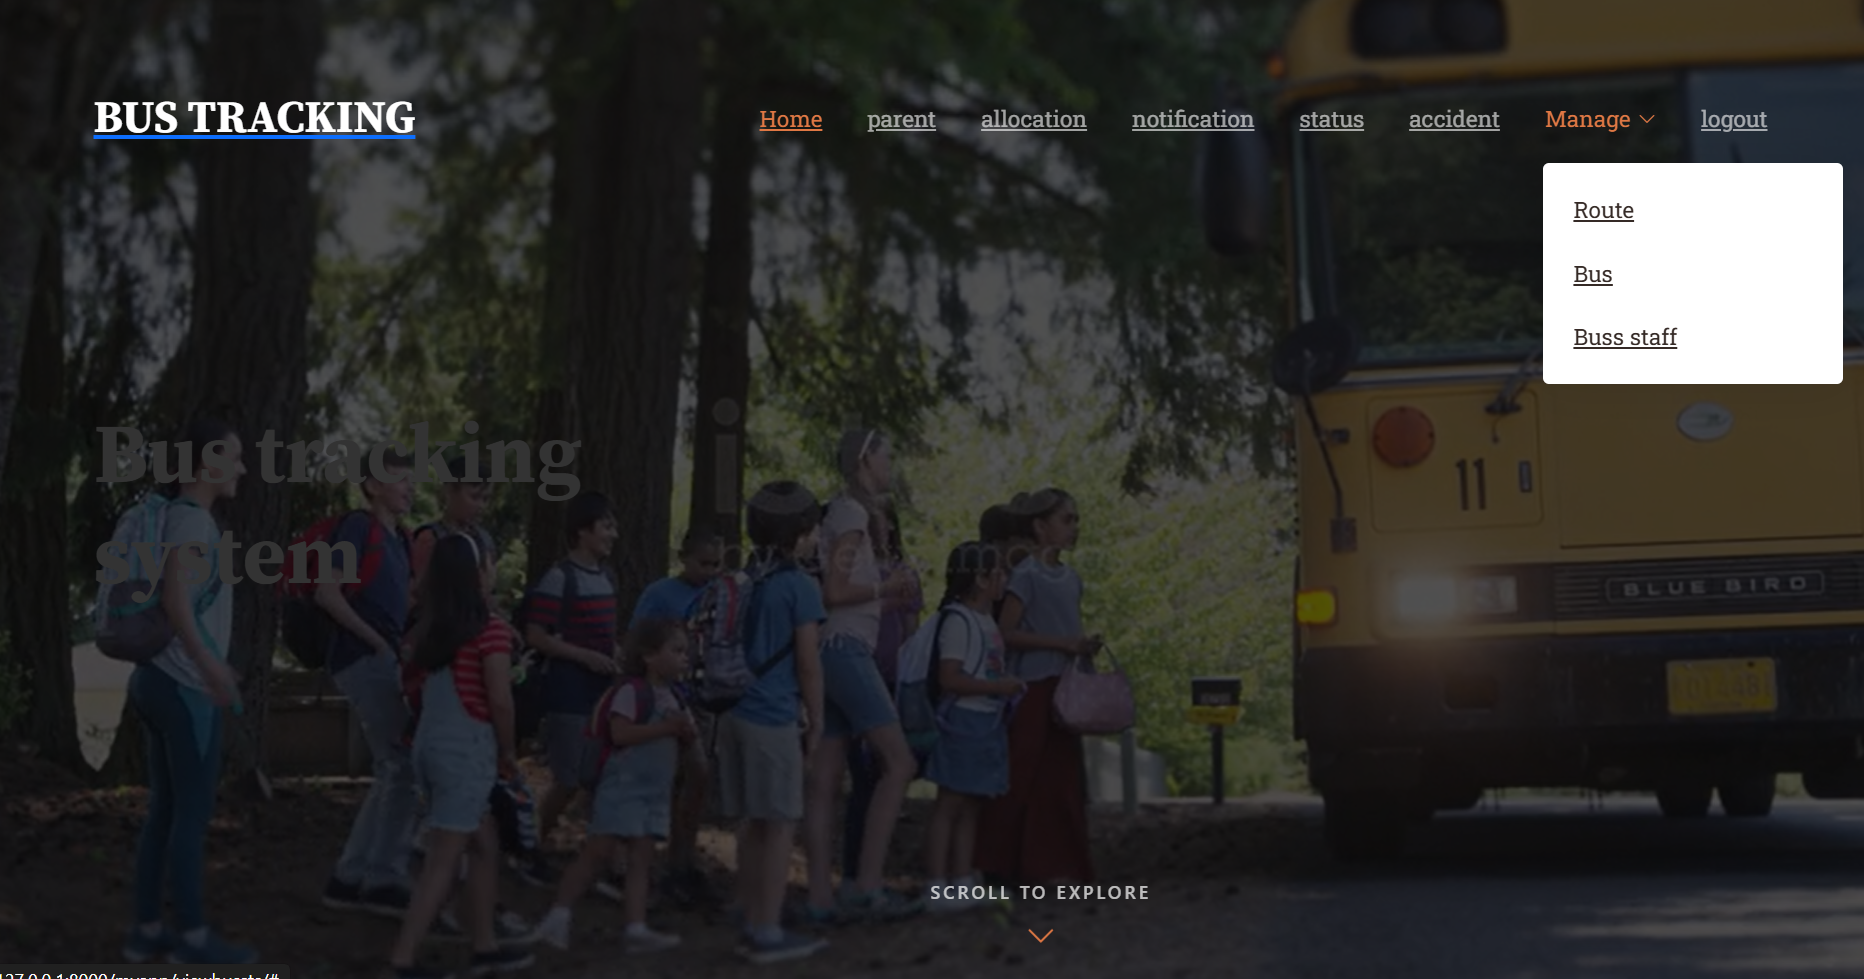 BUS TRACKING
Home parent allocation notification status accident Manage logout
Route
Bus
Buss staff
Bus tracking
system
11
BLUE BIRD
SCROLL TO EXPLORE